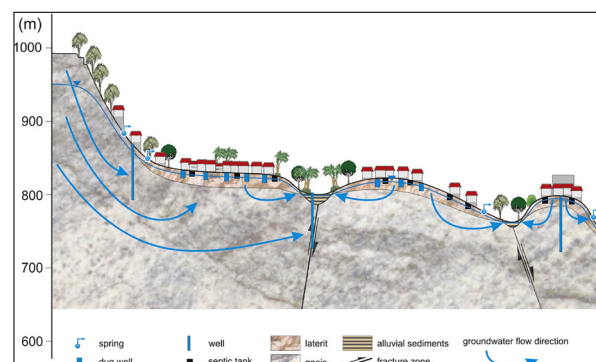 (m)
1000
900
800
700
600
spring well laterit alluvial sediments groundwater flow direction
dug well septic tank gneis fracture zone